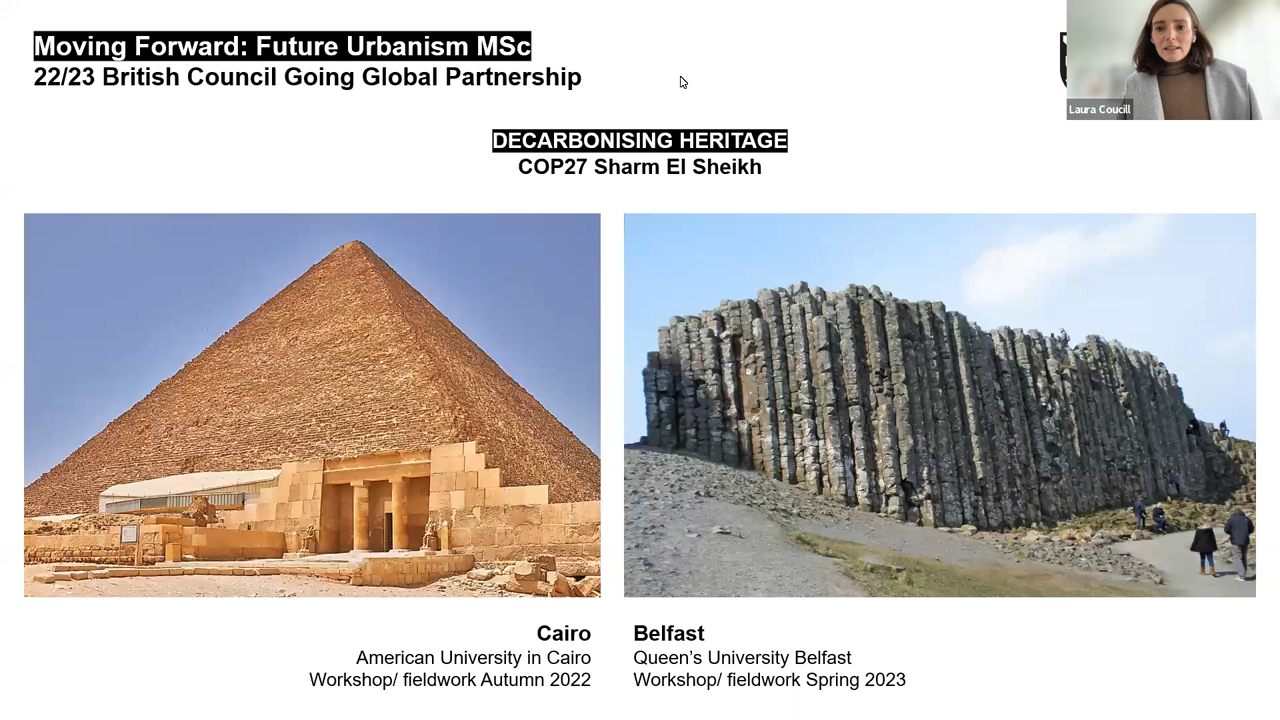 Moving Forward: Future Urbanism MSc
22/23 British Council Going Global Partnership
Laura Coucill
DECARBONISING HERITAGE
COP27 Sharm El Sheikh
Cairo
American University in Cairo
Workshop/ fieldwork Autumn 2022
Belfast
Queen’s University Belfast
Workshop/ fieldwork Spring 2023